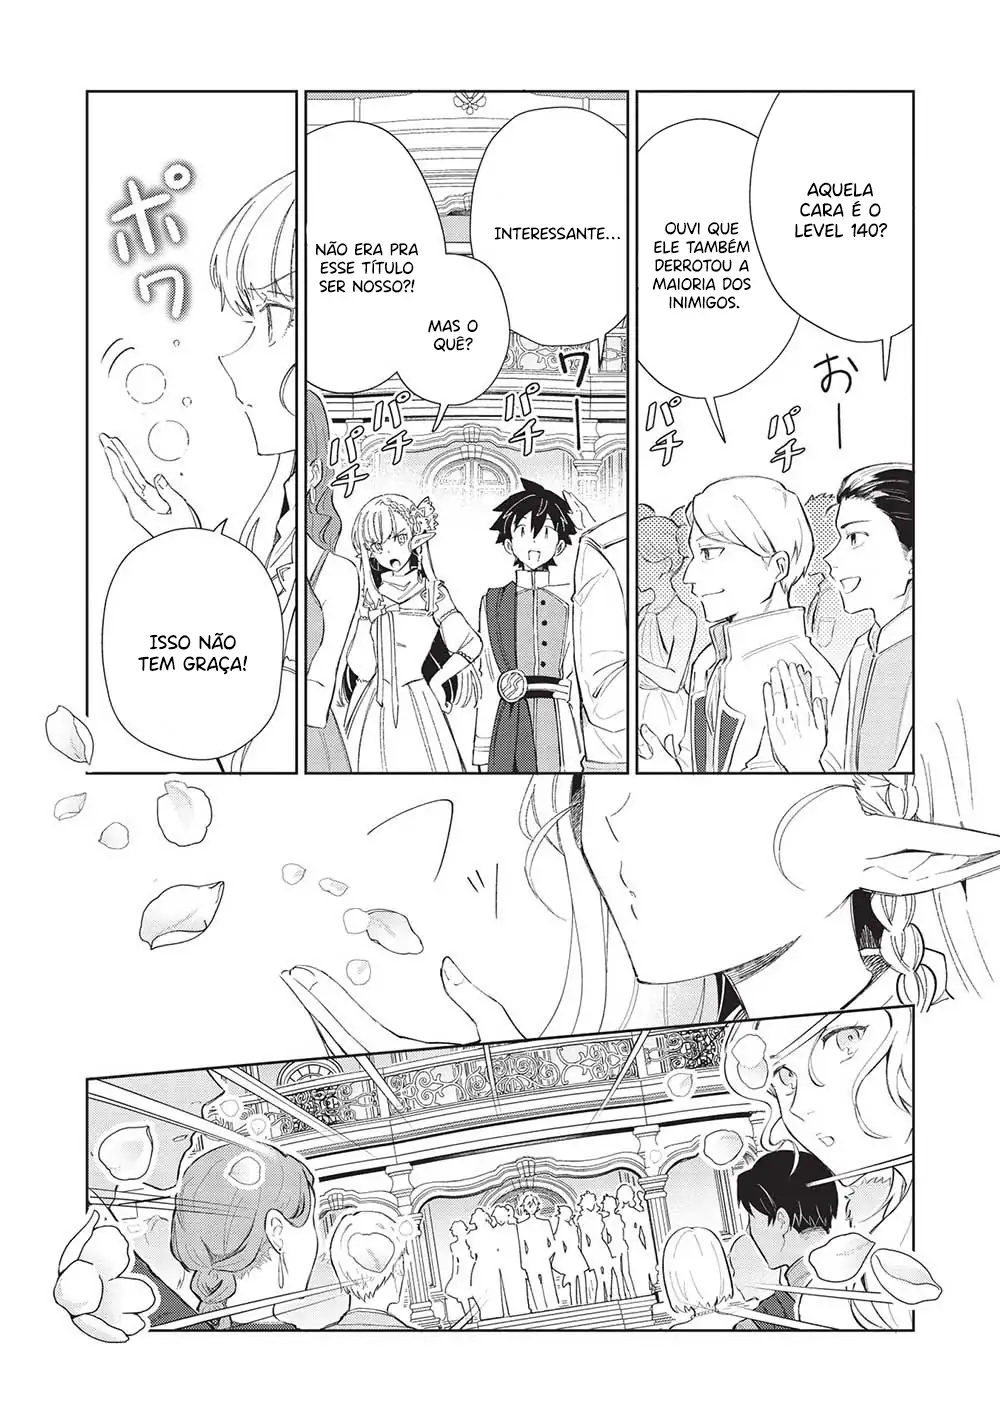 AQUELA
CARA É O
LEVEL 140?
OUVI QUE
ELE TAMBÉM
DERROTOU A
MAIORIA DOS
INIMIGOS.
おー
パチ
パチ
INTERESSANTE...
NÃO ERA PRA
ESSE TÍTULO
SER NOSSO?!
MAS O
QUÊ?
ワー
パチ
パチ
パチ
ポワ
ISSO NÃO
TEM GRAÇA!